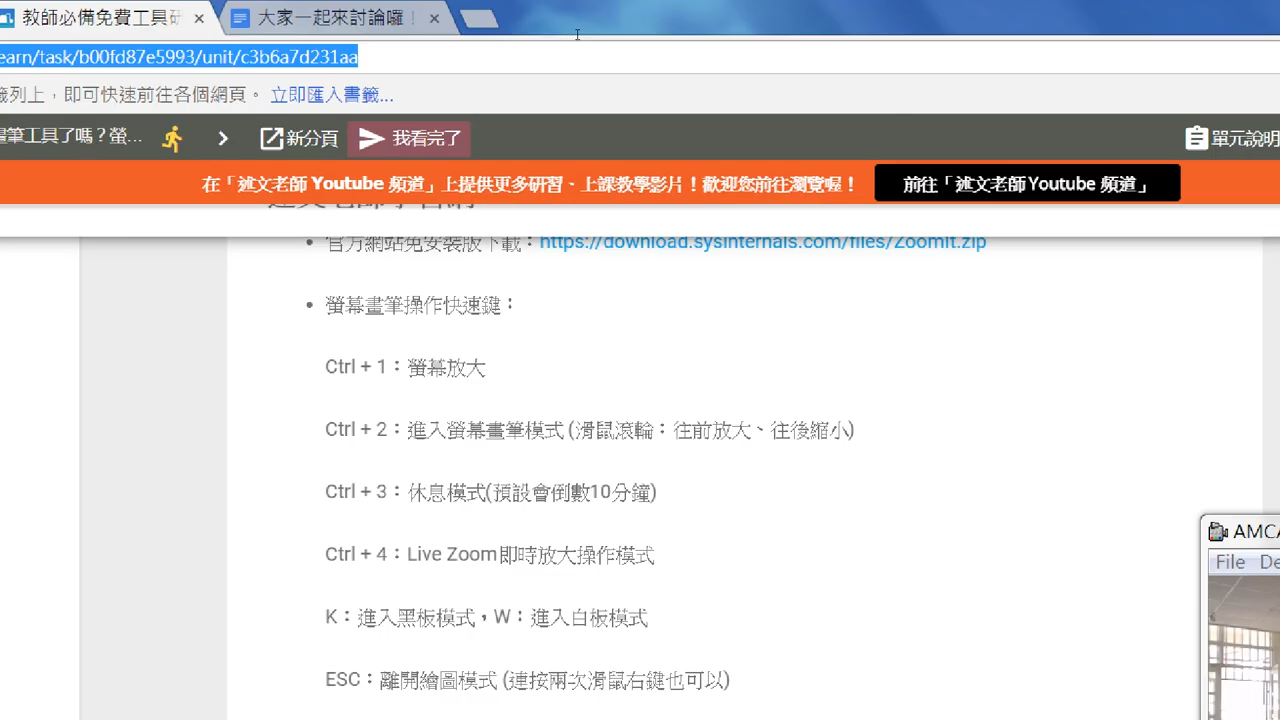 教師必備免費工具研
大家一起來討論囉！
earn/task/b00fd87e5993/unit/c3b6a7d231aa
籤列上，即可快速前往各個網頁。 立即匯入書籤...
畫筆工具了嗎？螢... 新分頁 我看完了 單元說明
在「述文老師 Youtube 頻道」上提供更多研習、上課教學影片！歡迎您前往瀏覽喔！ 前往「述文老師 Youtube 頻道」
官方網站免安裝版下載：https://download.sysinternals.com/files/ZoomIt.zip
螢幕畫筆操作快速鍵：
Ctrl + 1：螢幕放大
Ctrl + 2：進入螢幕畫筆模式 (滑鼠滾輪：往前放大、往後縮小)
Ctrl + 3：休息模式(預設會倒數10分鐘)
Ctrl + 4：Live Zoom即時放大操作模式
AMCA
File De
K：進入黑板模式，W：進入白板模式
ESC：離開繪圖模式 (連按兩次滑鼠右鍵也可以)